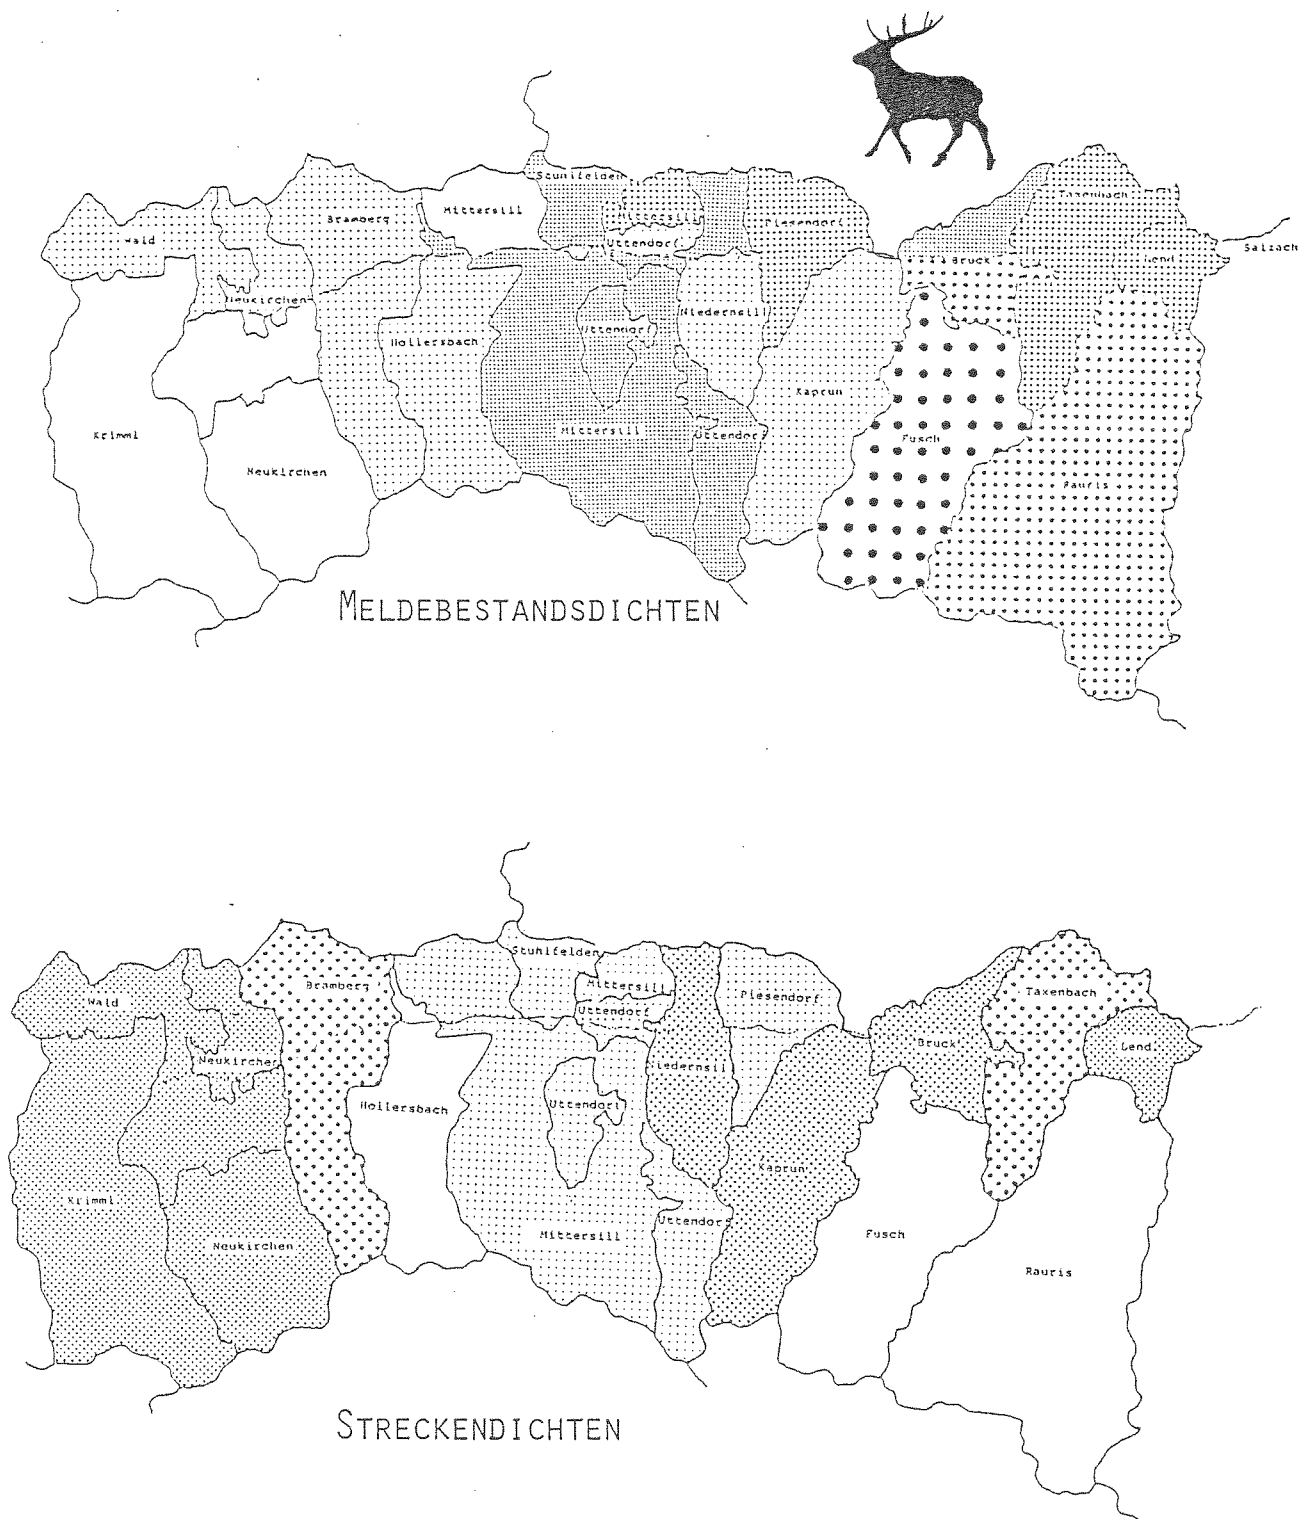 Stuhlfelden
Taxenbach
Bramberg
Mittersill
Mittersill
Piesendorf
Wald
Uttendorf
Salzach
Bruck
Lend
Neukirchen
Niedernsill
Uttendorf
Hollersbach
Kaprun
Krimml
Mittersill
Uttendorf
Fusch
Neukirchen
Rauris
MELDEBESTANDSDICHTEN
Stuhlfelden
Bramberg
Mittersill
Piesendorf
Taxenbach
Wald
Uttendorf
Bruck
Lend
Neukirchen
Niedernsill
Hollersbach
Uttendorf
Kaprun
Krimml
Uttendorf
Mittersill
Fusch
Neukirchen
Rauris
STRECKENDICHTEN